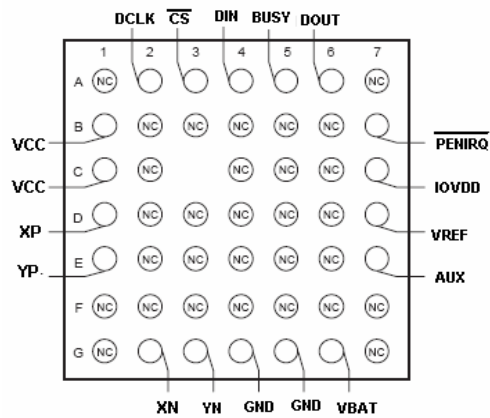 DCLK CS DIN BUSY DOUT
1 2 3 4 5 6 7
A NC NC
B NC NC NC NC NC PENIRQ
VCC
C NC NC NC NC IOVDD
VCC
D NC NC NC NC NC
XP VREF
E NC NC NC NC NC
YP. AUX
F NC NC NC NC NC NC NC
G NC NC
XN YN GND GND VBAT